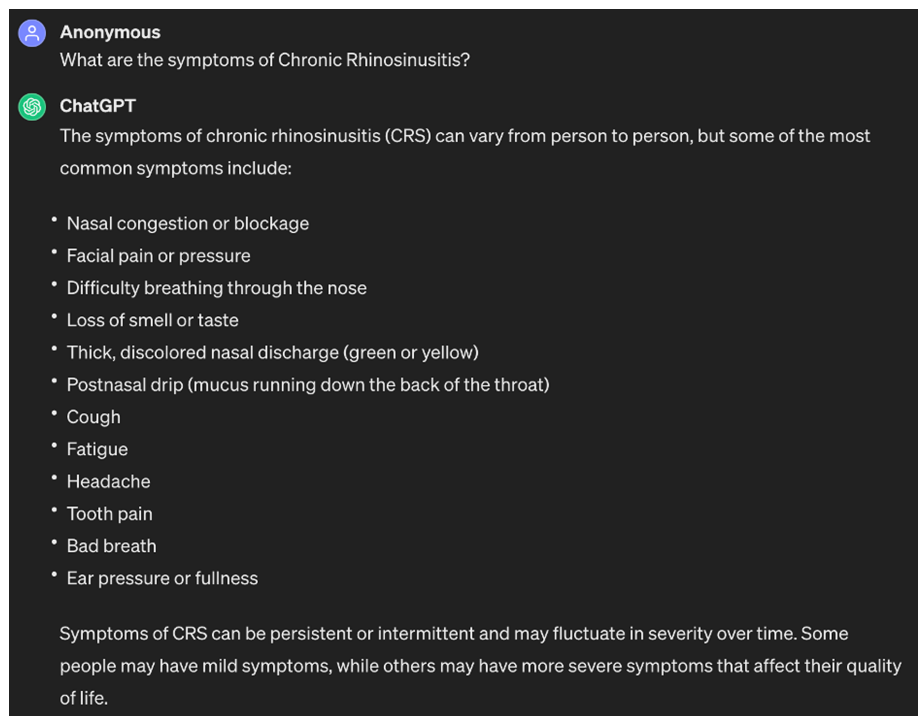 Anonymous
What are the symptoms of Chronic Rhinosinusitis?
ChatGPT
The symptoms of chronic rhinosinusitis (CRS) can vary from person to person, but some of the most
common symptoms include:
• Nasal congestion or blockage
• Facial pain or pressure
• Difficulty breathing through the nose
• Loss of smell or taste
• Thick, discolored nasal discharge (green or yellow)
• Postnasal drip (mucus running down the back of the throat)
• Cough
• Fatigue
• Headache
• Tooth pain
• Bad breath
• Ear pressure or fullness
Symptoms of CRS can be persistent or intermittent and may fluctuate in severity over time. Some
people may have mild symptoms, while others may have more severe symptoms that affect their quality
of life.